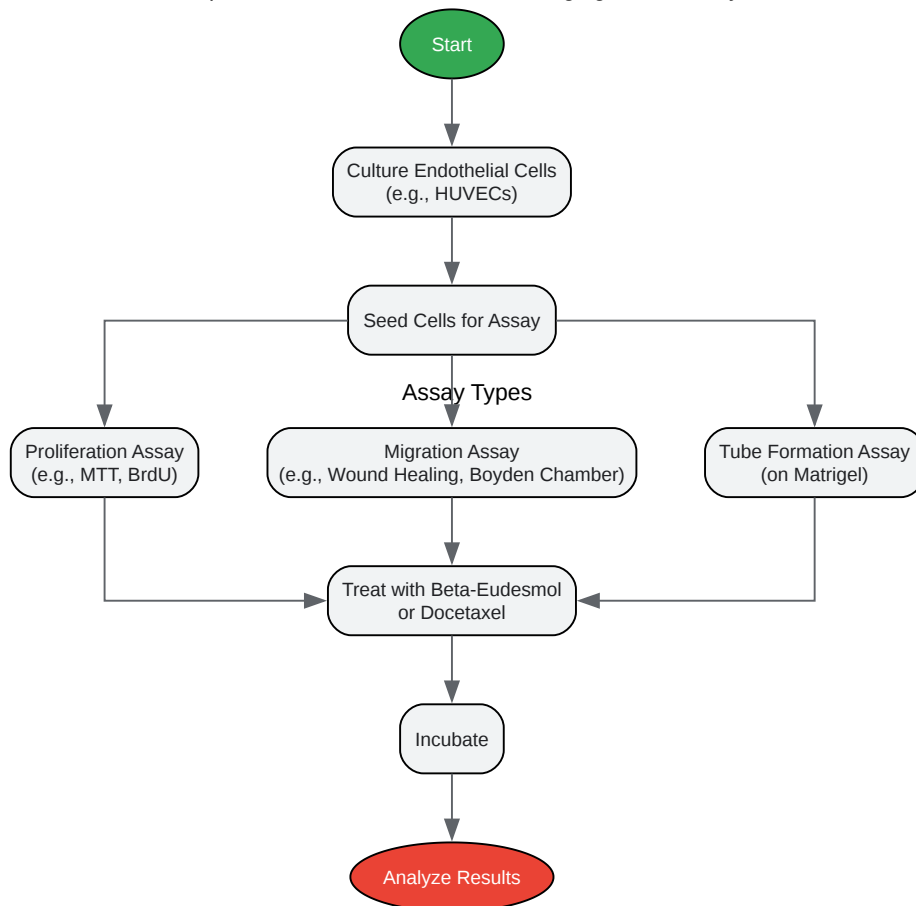 Start
Culture Endothelial Cells
(e.g., HUVECs)
Seed Cells for Assay
Assay Types
Proliferation Assay
(e.g., MTT, BrdU)
Migration Assay
(e.g., Wound Healing, Boyden Chamber)
Tube Formation Assay
(on Matrigel)
Treat with Beta-Eudesmol
or Docetaxel
Incubate
Analyze Results